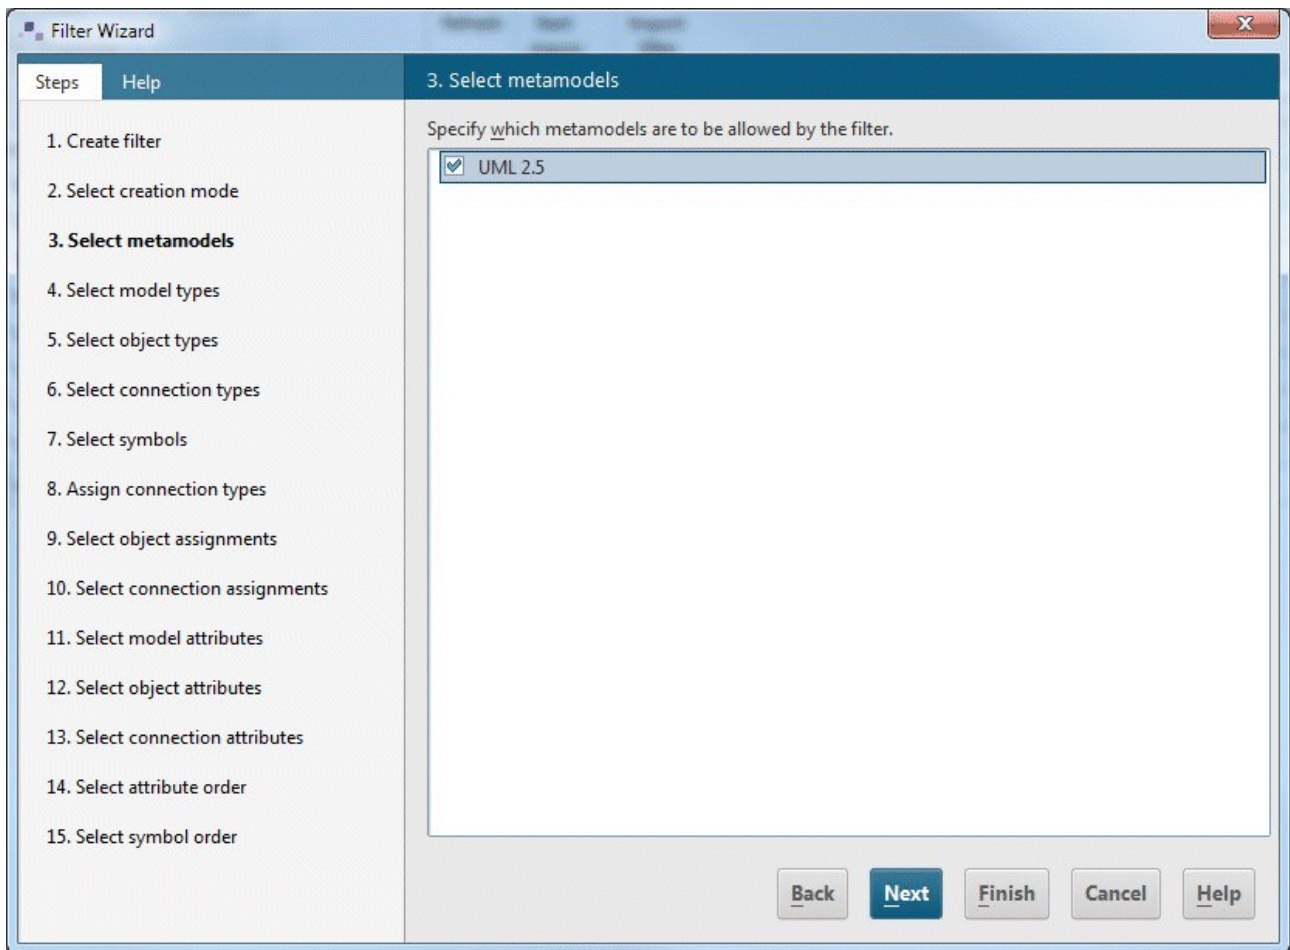 Filter Wizard
Steps Help
1. Create filter
2. Select creation mode
3. Select metamodels
4. Select model types
5. Select object types
6. Select connection types
7. Select symbols
8. Assign connection types
9. Select object assignments
10. Select connection assignments
11. Select model attributes
12. Select object attributes
13. Select connection attributes
14. Select attribute order
15. Select symbol order
3. Select metamodels
Specify which metamodels are to be allowed by the filter.
UML 2.5
Back Next Finish Cancel Help